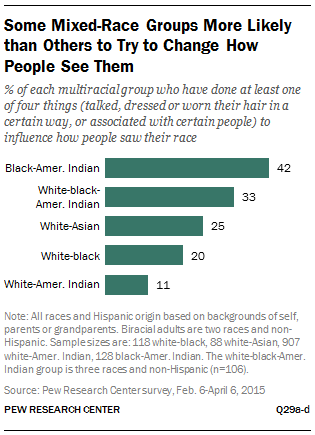 Some Mixed-Race Groups More Likely
than Others to Try to Change How
People See Them
% of each multiracial group who have done at least one
of four things (talked, dressed or worn their hair in a
certain way, or associated with certain people) to
influence how people saw their race
Black-Amer. Indian 42
White-black-
Amer. Indian 33
White-Asian 25
White-black 20
White-Amer. Indian 11
Note: All races and Hispanic origin based on backgrounds of self,
parents or grandparents. Biracial adults are two races and non-
Hispanic. Sample sizes are: 118 white-black, 88 white-Asian, 907
white-Amer. Indian, 128 black-Amer. Indian. The white-black-Amer.
Indian group is three races and non-Hispanic (n=106).
Source: Pew Research Center survey, Feb. 6-April 6, 2015
PEW RESEARCH CENTER Q29a-d